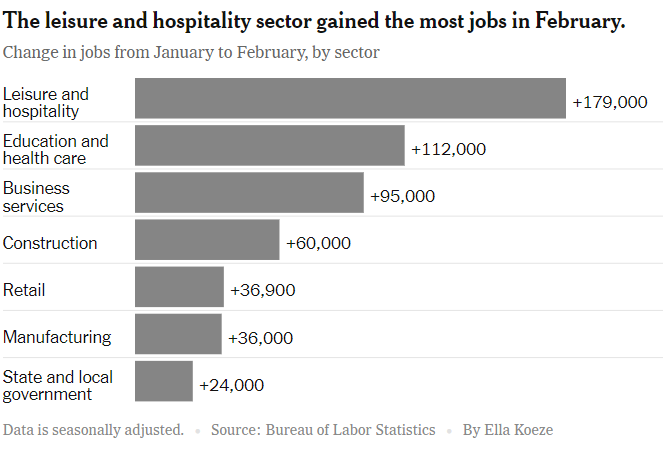 The leisure and hospitality sector gained the most jobs in February.
Change in jobs from January to February, by sector
Leisure and
hospitality
+179,000
Education and
health care
+112,000
Business
services
+95,000
Construction
+60,000
Retail
+36,900
Manufacturing
+36,000
State and local
government
+24,000
Data is seasonally adjusted. • Source: Bureau of Labor Statistics • By Ella Koeze